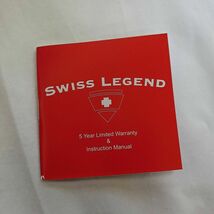 SWISS LEGEND
5 Year Limited Warranty
&
Instruction Manual